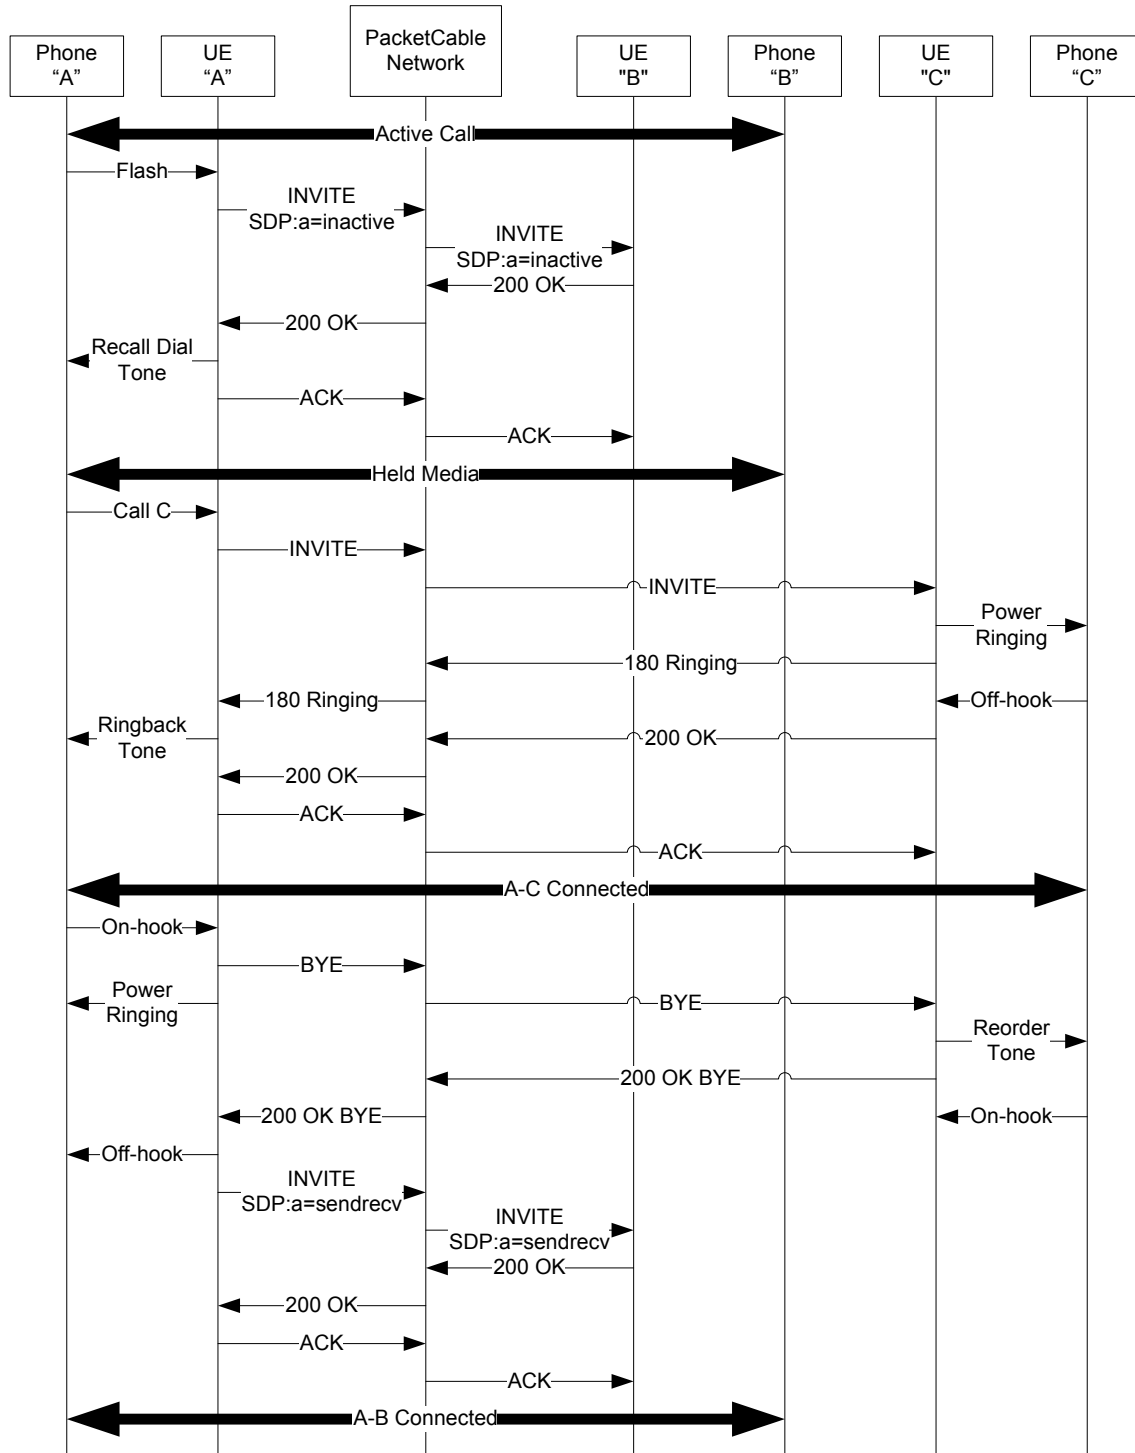 Phone
“A”
UE
“A”
PacketCable
Network
UE
"B"
Phone
“B”
UE
"C"
Phone
“C”
Active Call
Flash
INVITE
SDP:a=inactive
INVITE
SDP:a=inactive
200 OK
200 OK
Recall Dial
Tone
ACK
ACK
Held Media
Call C
INVITE
INVITE
Power
Ringing
180 Ringing
180 Ringing
Off-hook
Ringback
Tone
200 OK
200 OK
ACK
ACK
A-C Connected
On-hook
BYE
Power
Ringing
BYE
Reorder
Tone
200 OK BYE
200 OK BYE
On-hook
Off-hook
INVITE
SDP:a=sendrecv
INVITE
SDP:a=sendrecv
200 OK
200 OK
ACK
ACK
A-B Connected